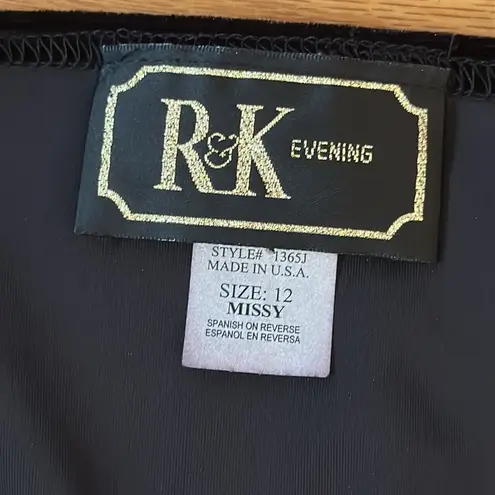 R&K EVENING
STYLE# 1365J
MADE IN U.S.A.
SIZE: 12
MISSY
SPANISH ON REVERSE
ESPANOL EN REVERSA